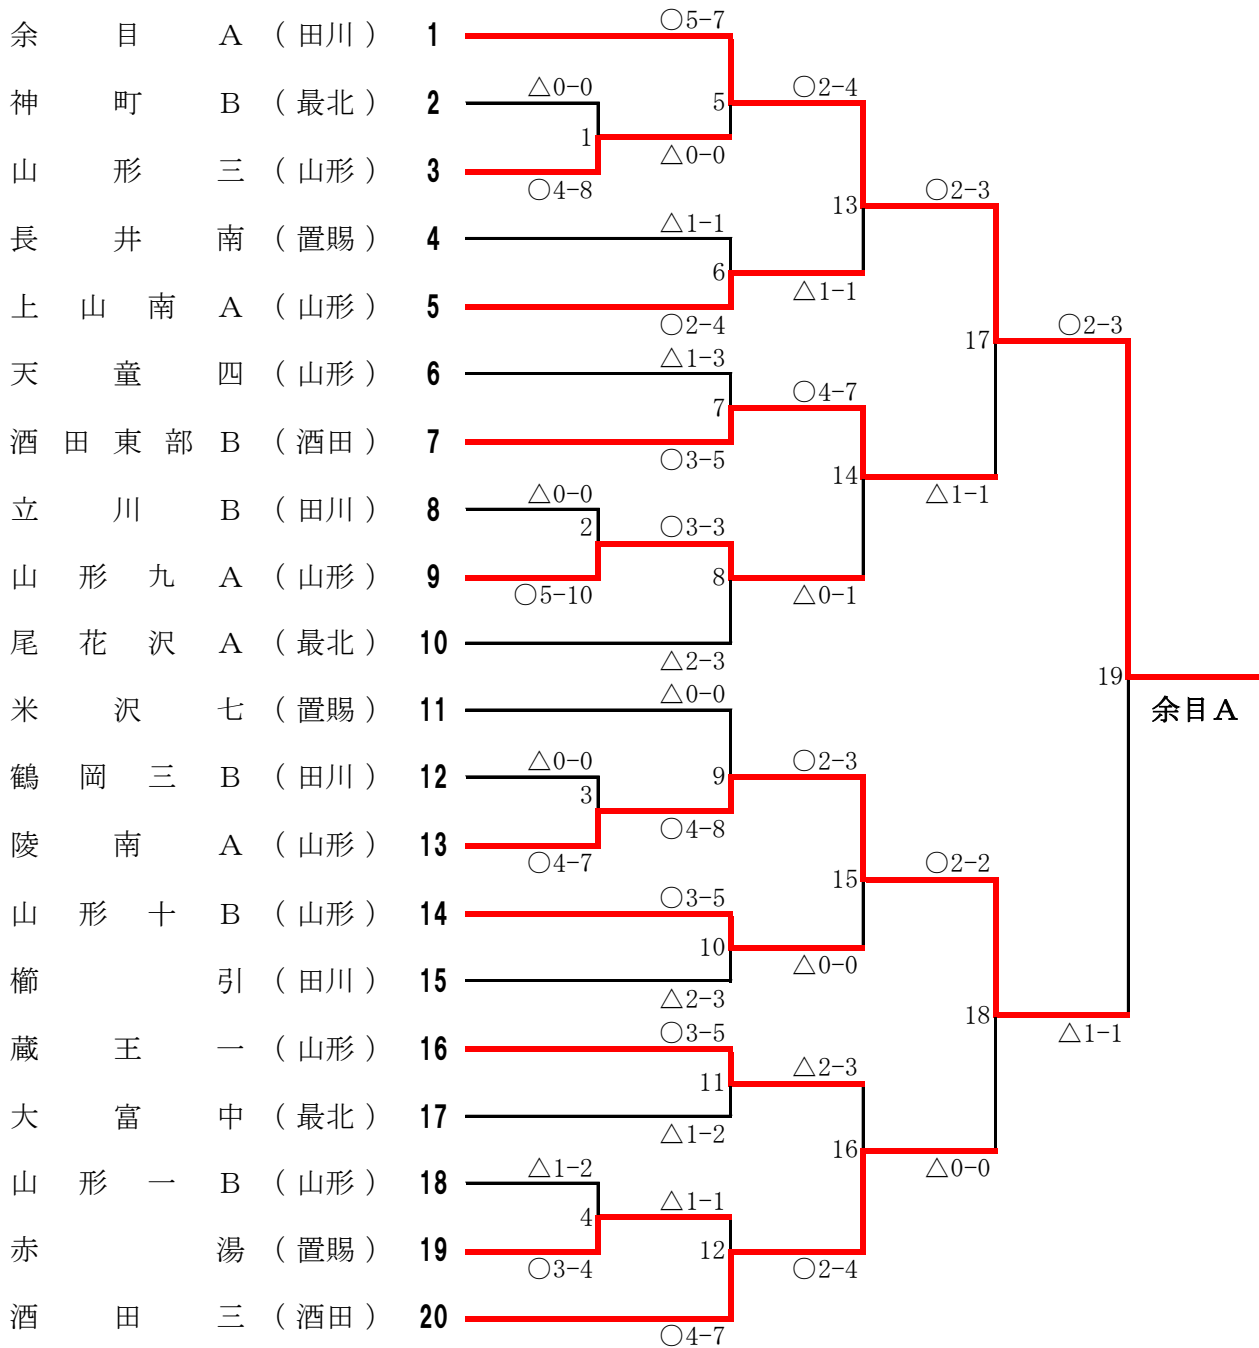 ○5-7
余目A（田川） 1
△0-0 ○2-4
神町B（最北） 2 5
1
△0-0
山形三（山形） 3
○4-8 ○2-3
13
△1-1
長井南（置賜） 4
6
△1-1
上山南A（山形） 5
○2-4 ○2-3
17
△1-3
天童四（山形） 6
○4-7
7
酒田東部B（酒田） 7
○3-5
14
△0-0 △1-1
立川B（田川） 8
2 ○3-3
山形九A（山形） 9 8
○5-10 △0-1
尾花沢A（最北） 10
△2-3
19
△0-0
米沢七（置賜） 11 余目A
△0-0 ○2-3
鶴岡三B（田川） 12 9
3
○4-8
陵南A（山形） 13
○4-7 ○2-2
15
○3-5
山形十B（山形） 14
10
△0-0
櫛引（田川） 15
△2-3
18
○3-5 △1-1
蔵王一（山形） 16
△2-3
11
大富中（最北） 17
△1-2
16
△1-2 △0-0
山形一B（山形） 18
△1-1
4
赤湯（置賜） 19 12
○3-4 ○2-4
酒田三（酒田） 20
○4-7